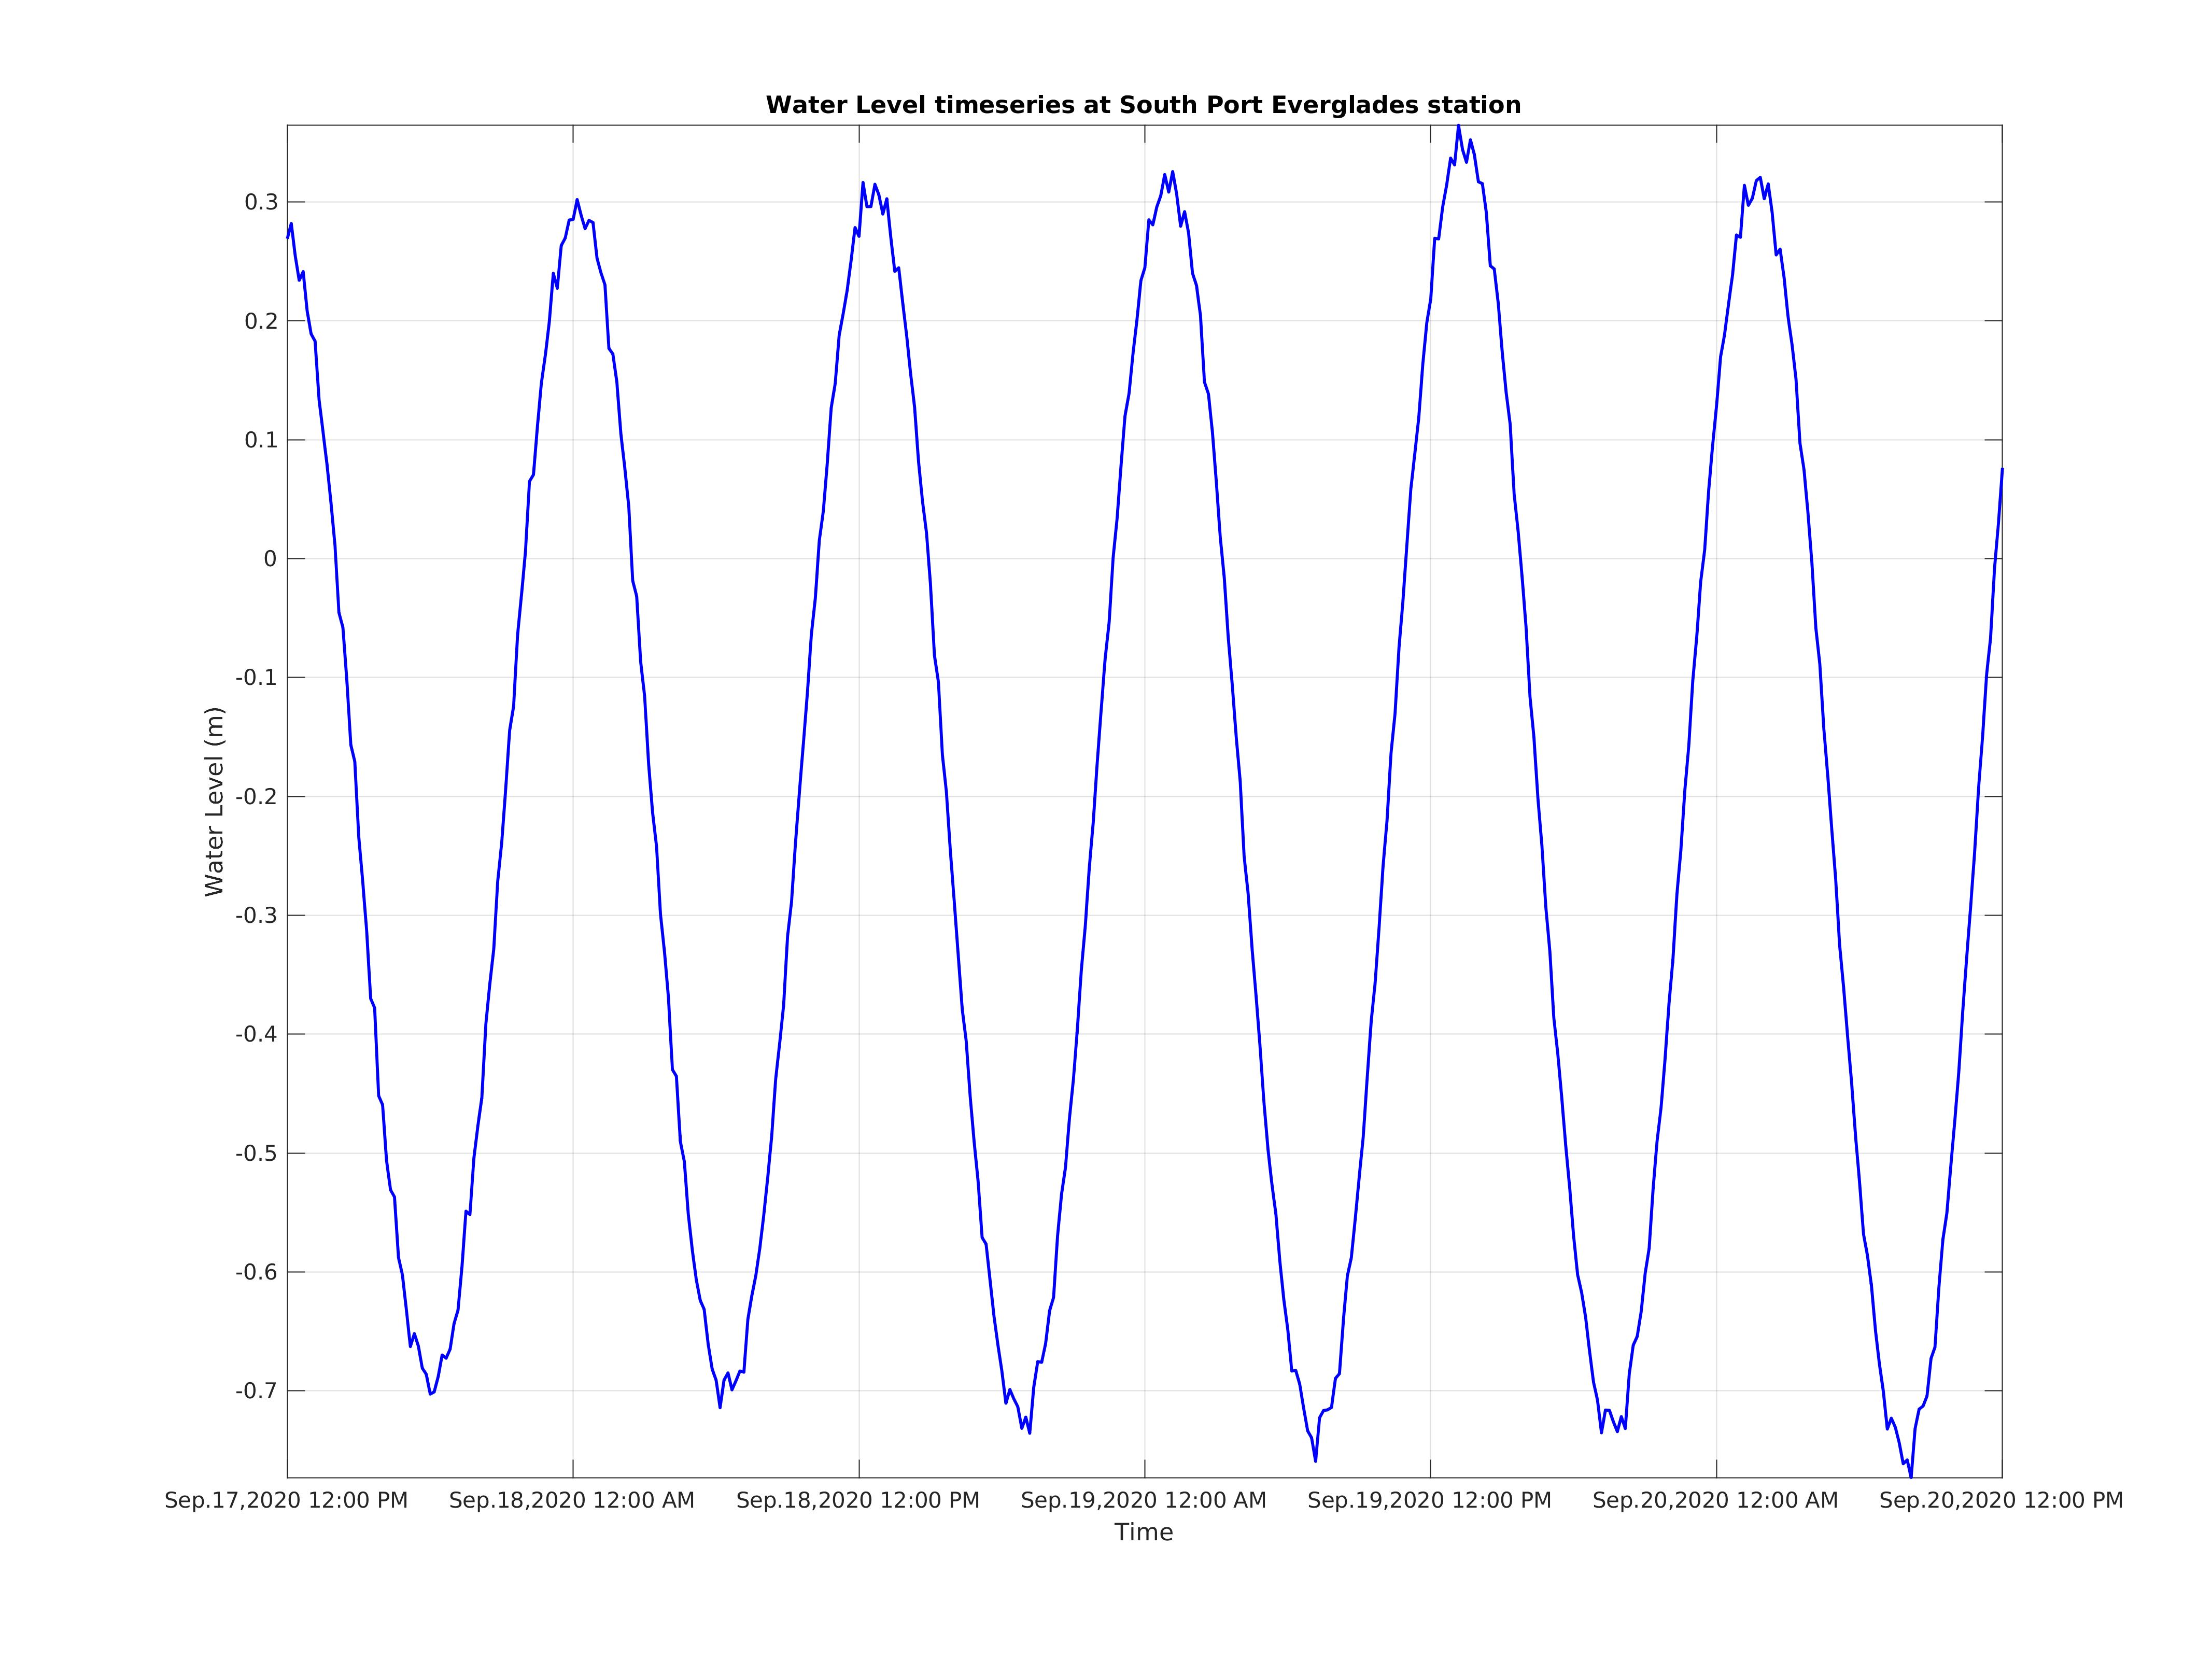 Water Level timeseries at South Port Everglades station
0.3
0.2
0.1
0
-0.1
-0.2
-0.3
-0.4
-0.5
-0.6
-0.7
Water Level (m)
Sep.17,2020 12:00 PM Sep.18,2020 12:00 AM Sep.18,2020 12:00 PM Sep.19,2020 12:00 AM Sep.19,2020 12:00 PM Sep.20,2020 12:00 AM Sep.20,2020 12:00 PM
Time